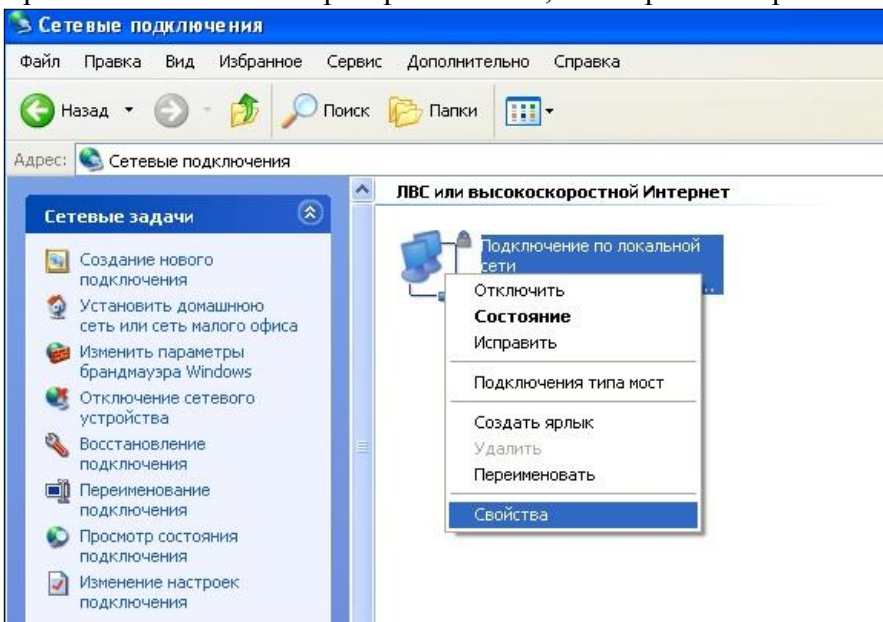 Сетевые подключения
Файл Правка Вид Избранное Сервис Дополнительно Справка
Назад Поиск Папки
Адрес: Сетевые подключения
Сетевые задачи
Создание нового
подключения
Установить домашнюю
сеть или сеть малого офиса
Изменить параметры
брандмауэра Windows
Отключение сетевого
устройства
Восстановление
подключения
Переименование
подключения
Просмотр состояния
подключения
Изменение настроек
подключения
ЛВС или высокоскоростной Интернет
Подключение по локальной
сети
Отключить
Состояние
Исправить
Подключения типа мост
Создать ярлык
Удалить
Переименовать
Свойства